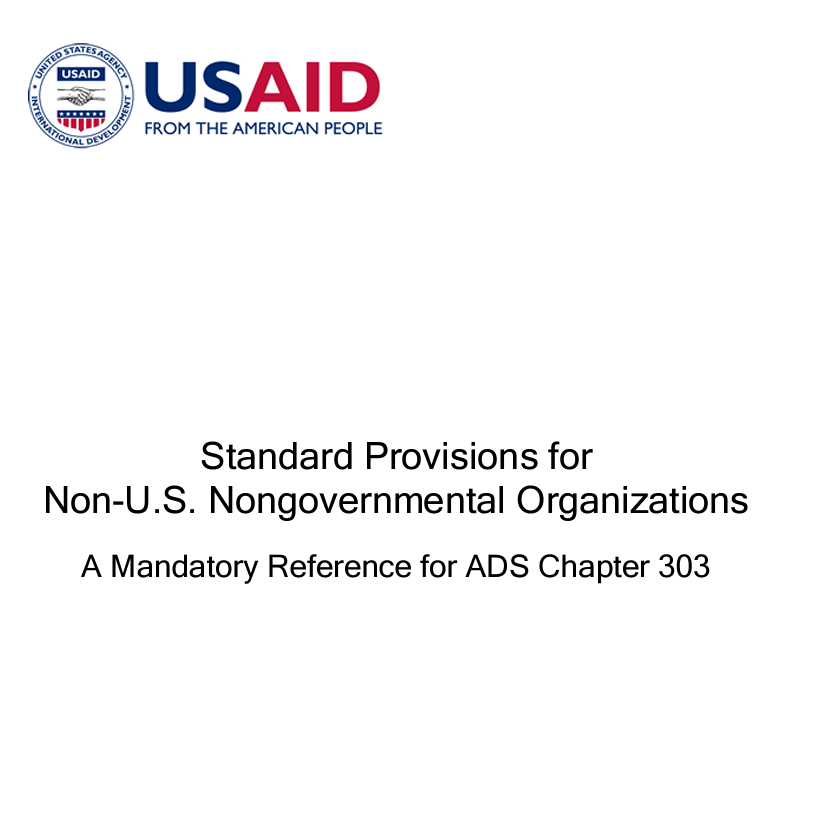 UNITED STATES AGENCY
USAID
INTERNATIONAL DEVELOPMENT
USAID
FROM THE AMERICAN PEOPLE
Standard Provisions for
Non-U.S. Nongovernmental Organizations
A Mandatory Reference for ADS Chapter 303